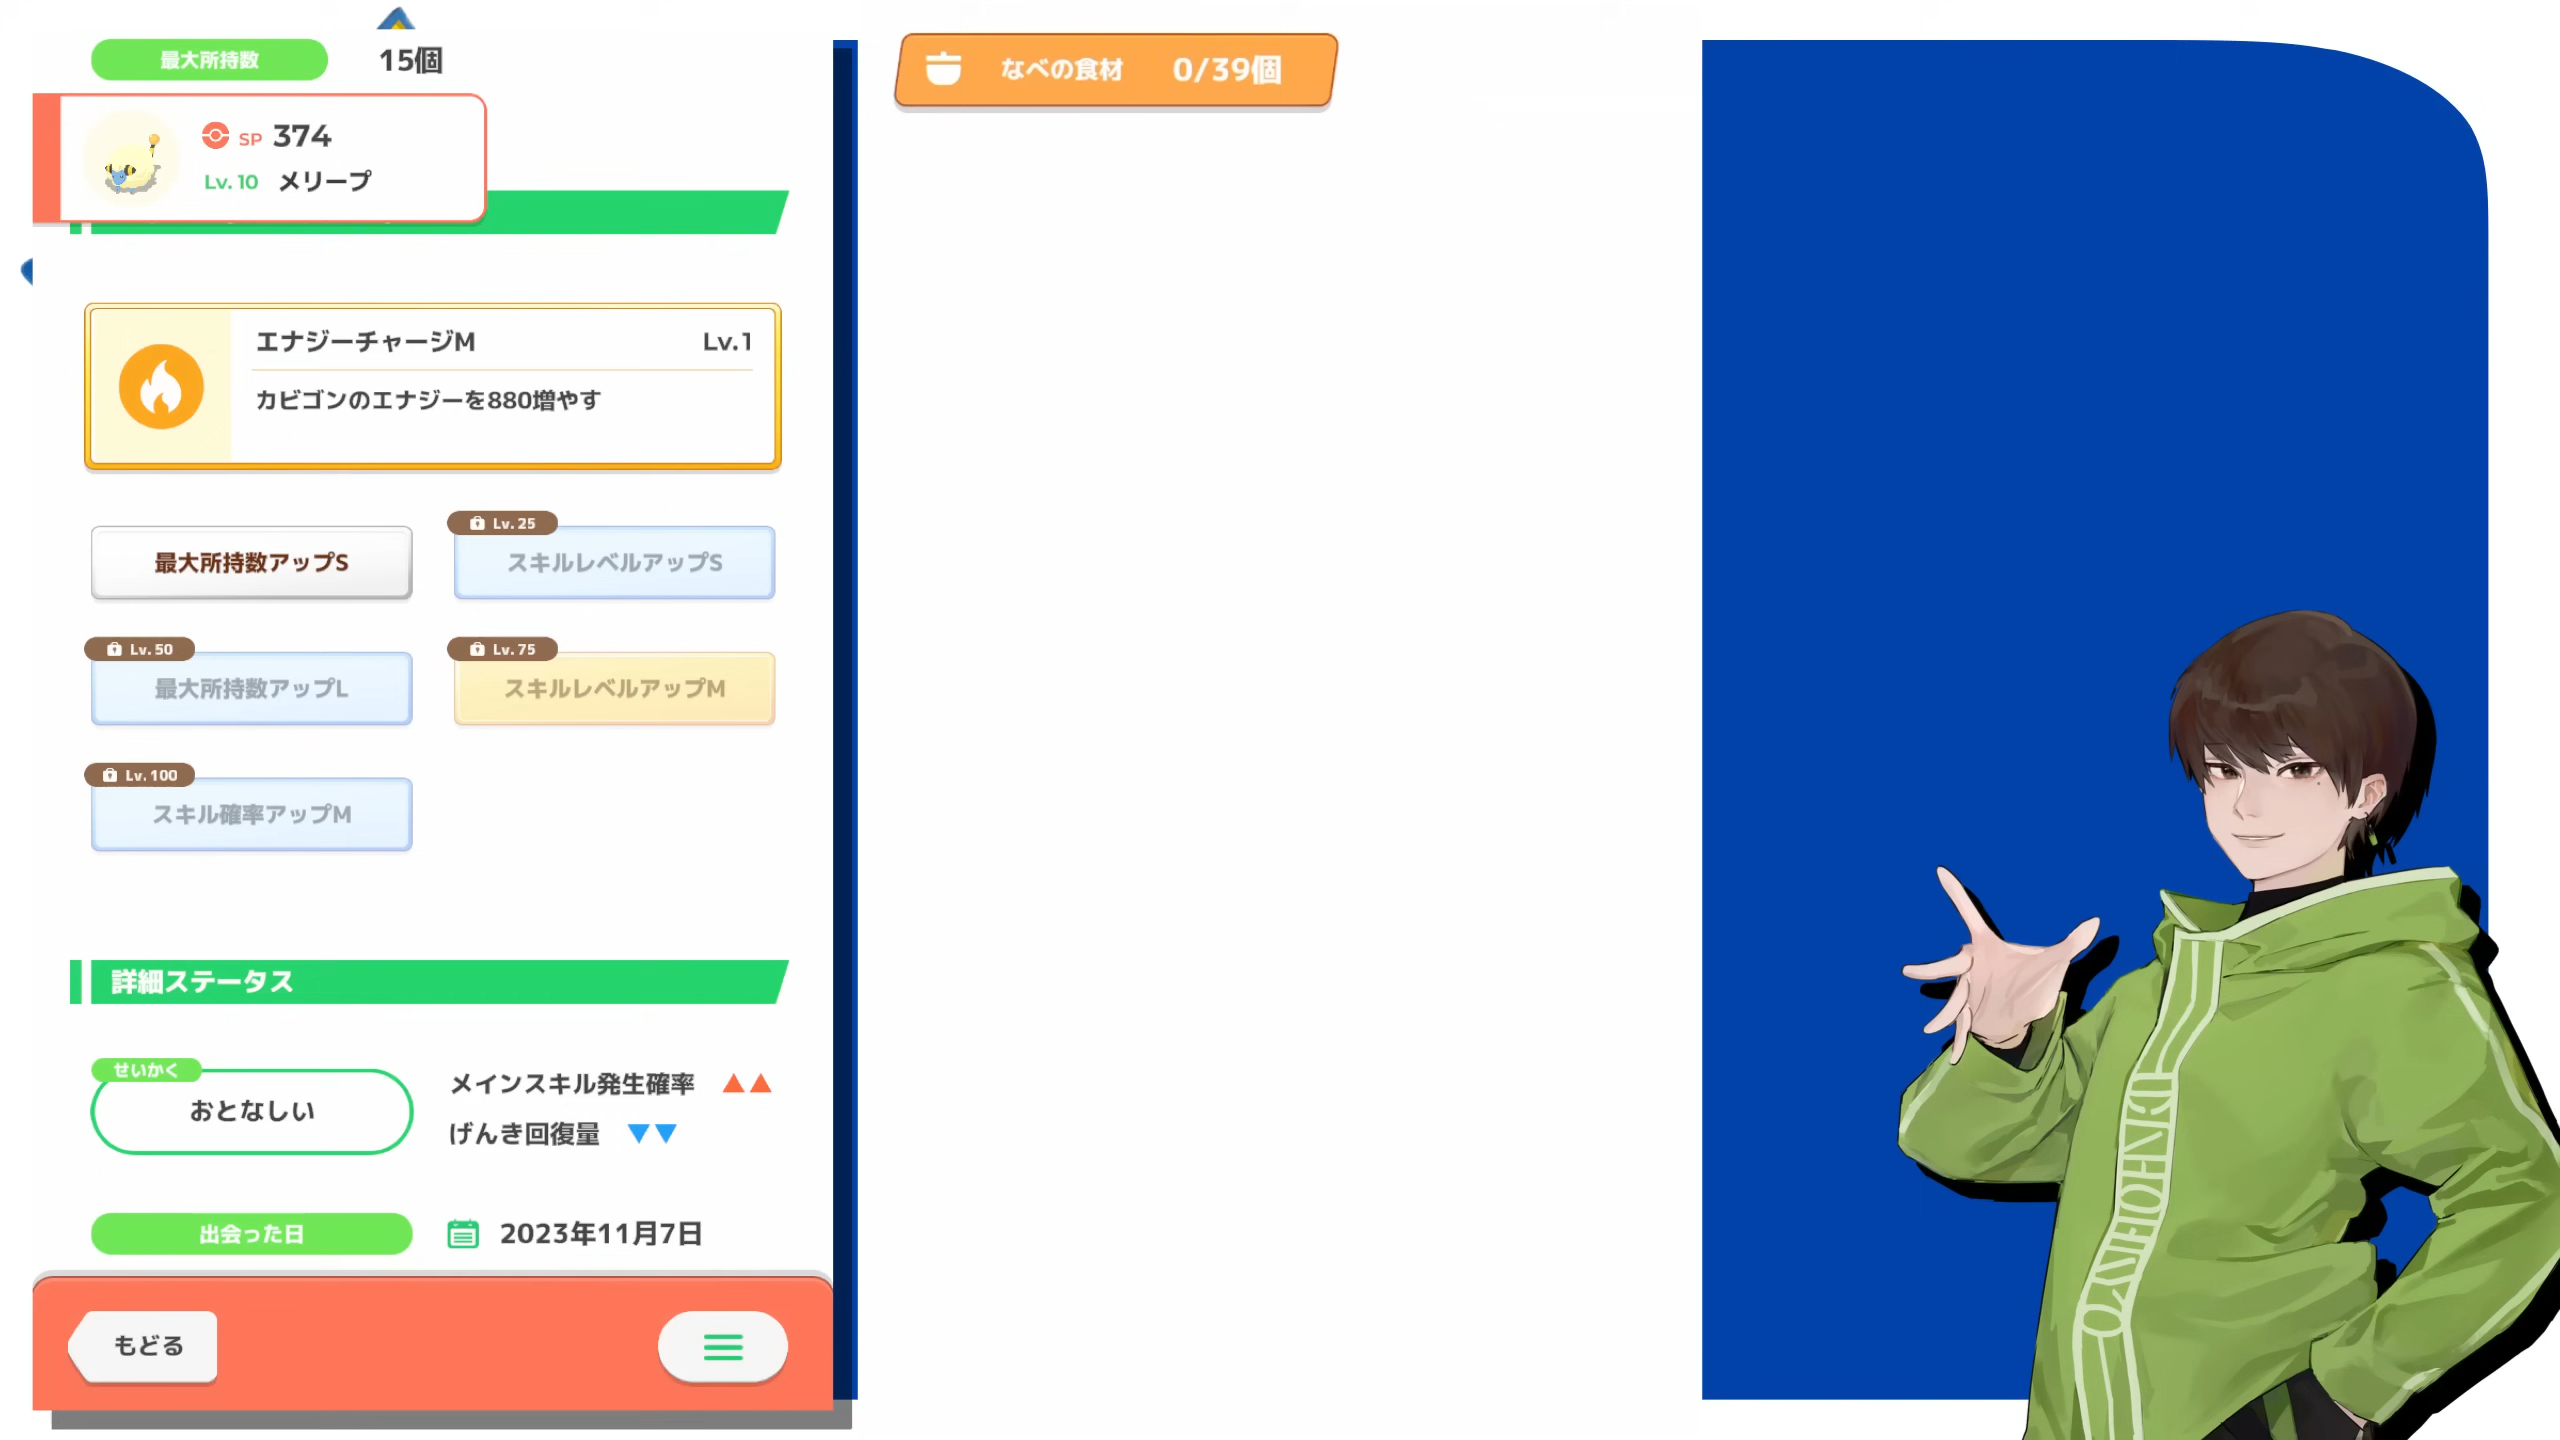 最大所持数 15個
SP 374
Lv.10 メリープ
エナジーチャージM Lv.1
カビゴンのエナジーを880増やす
最大所持数アップS
Lv.25
スキルレベルアップS
Lv.50
最大所持数アップL
Lv.75
スキルレベルアップM
Lv.100
スキル確率アップM
詳細ステータス
せいかく
おとなしい
メインスキル発生確率
げんき回復量
出会った日 2023年11月7日
もどる
なべの食材 0/39個